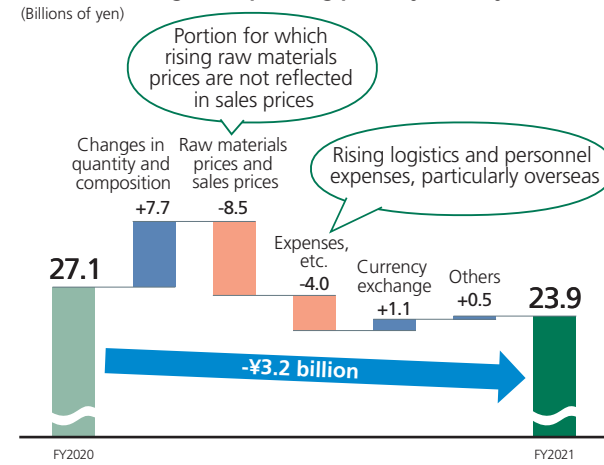 (Billions of yen)
Portion for which
rising raw materials
prices are not reflected
in sales prices
Changes in
quantity and
composition
+7.7
Raw materials
prices and
sales prices
-8.5
Rising logistics and personnel
expenses, particularly overseas
Expenses,
etc.
-4.0
Currency
exchange
+1.1
Others
+0.5
27.1
23.9
-¥3.2 billion
FY2020
FY2021